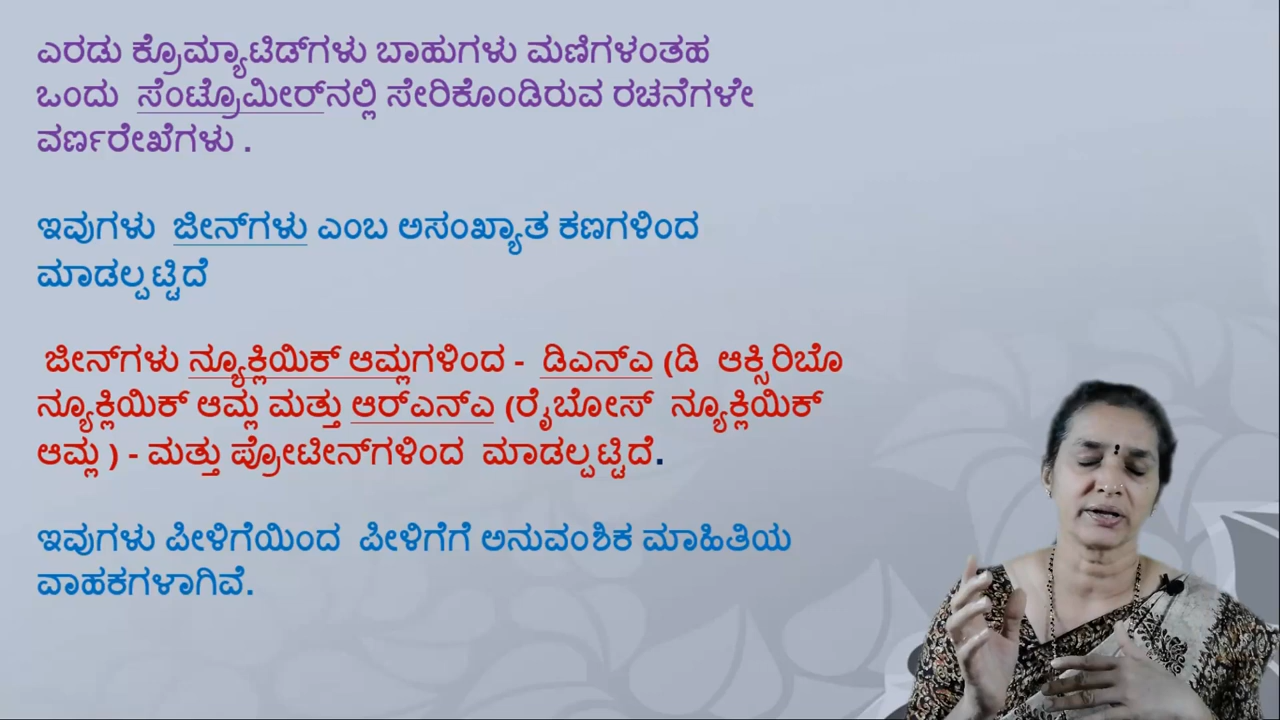 ಎರಡು ಕ್ರೊಮ್ಯಾಟಿಡ್‌ಗಳು ಬಾಹುಗಳು ಮಣಿಗಳಂತಹ
ಒಂದು ಸೆಂಟ್ರೊಮೀರ್‌ನಲ್ಲಿ ಸೇರಿಕೊಂಡಿರುವ ರಚನೆಗಳೇ
ವರ್ಣರೇಖೆಗಳು .
ಇವುಗಳು ಜೀನ್‌ಗಳು ಎಂಬ ಅಸಂಖ್ಯಾತ ಕಣಗಳಿಂದ
ಮಾಡಲ್ಪಟ್ಟಿದೆ
ಜೀನ್‌ಗಳು ನ್ಯೂಕ್ಲಿಯಿಕ್ ಆಮ್ಲಗಳಿಂದ - ಡಿಎನ್‌ಎ (ಡಿ ಆಕ್ಸಿರಿಬೊ
ನ್ಯೂಕ್ಲಿಯಿಕ್ ಆಮ್ಲ ಮತ್ತು ಆರ್‌ಎನ್‌ಎ (ರೈಬೋಸ್ ನ್ಯೂಕ್ಲಿಯಿಕ್
ಆಮ್ಲ ) - ಮತ್ತು ಪ್ರೋಟೀನ್‌ಗಳಿಂದ ಮಾಡಲ್ಪಟ್ಟಿದೆ.
ಇವುಗಳು ಪೀಳಿಗೆಯಿಂದ ಪೀಳಿಗೆಗೆ ಅನುವಂಶಿಕ ಮಾಹಿತಿಯ
ವಾಹಕಗಳಾಗಿವೆ.